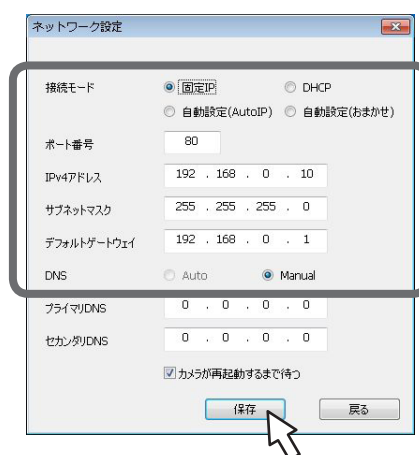 ネットワーク設定
接続モード 固定IP DHCP
自動設定(AutoIP) 自動設定(おまかせ)
ポート番号 80
IPv4アドレス 192 . 168 . 0 . 10
サブネットマスク 255 . 255 . 255 . 0
デフォルトゲートウェイ 192 . 168 . 0 . 1
DNS Auto Manual
プライマリDNS 0 . 0 . 0 . 0
セカンダリDNS 0 . 0 . 0 . 0
カメラが再起動するまで待つ
保存 戻る